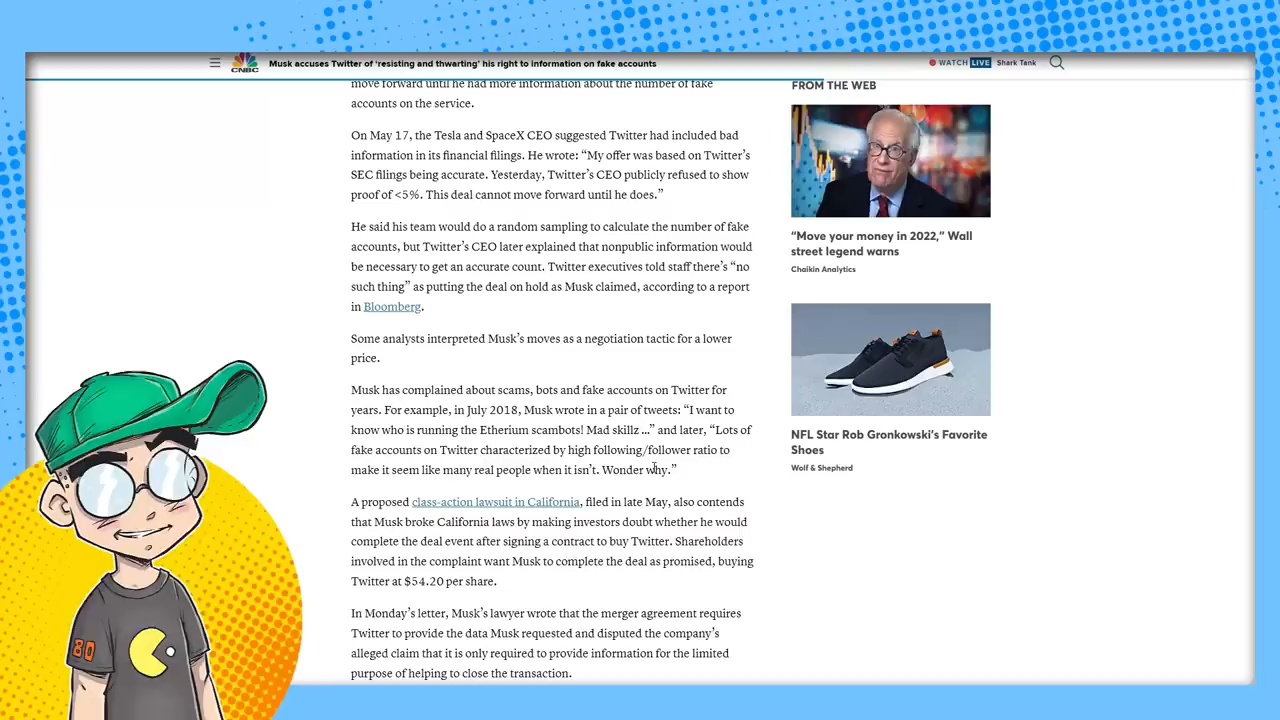 CNBC
Musk accuses Twitter of ‘resisting and thwarting’ his right to information on fake accounts
WATCH LIVE Shark Tank
move forward until he had more information about the number of fake
accounts on the service.
On May 17, the Tesla and SpaceX CEO suggested Twitter had included bad
information in its financial filings. He wrote: “My offer was based on Twitter’s
SEC filings being accurate. Yesterday, Twitter’s CEO publicly refused to show
proof of <5%. This deal cannot move forward until he does.”
He said his team would do a random sampling to calculate the number of fake
accounts, but Twitter’s CEO later explained that nonpublic information would
be necessary to get an accurate count. Twitter executives told staff there’s “no
such thing” as putting the deal on hold as Musk claimed, according to a report
in Bloomberg.
Some analysts interpreted Musk’s moves as a negotiation tactic for a lower
price.
Musk has complained about scams, bots and fake accounts on Twitter for
years. For example, in July 2018, Musk wrote in a pair of tweets: “I want to
know who is running the Etherium scambots! Mad skillz …” and later, “Lots of
fake accounts on Twitter characterized by high following/follower ratio to
make it seem like many real people when it isn’t. Wonder why.”
A proposed class-action lawsuit in California, filed in late May, also contends
that Musk broke California laws by making investors doubt whether he would
complete the deal event after signing a contract to buy Twitter. Shareholders
involved in the complaint want Musk to complete the deal as promised, buying
Twitter at $54.20 per share.
In Monday’s letter, Musk’s lawyer wrote that the merger agreement requires
Twitter to provide the data Musk requested and disputed the company’s
alleged claim that it is only required to provide information for the limited
purpose of helping to close the transaction.
FROM THE WEB
“Move your money in 2022,” Wall
street legend warns
Chaikin Analytics
NFL Star Rob Gronkowski’s Favorite
Shoes
Wolf & Shepherd
80